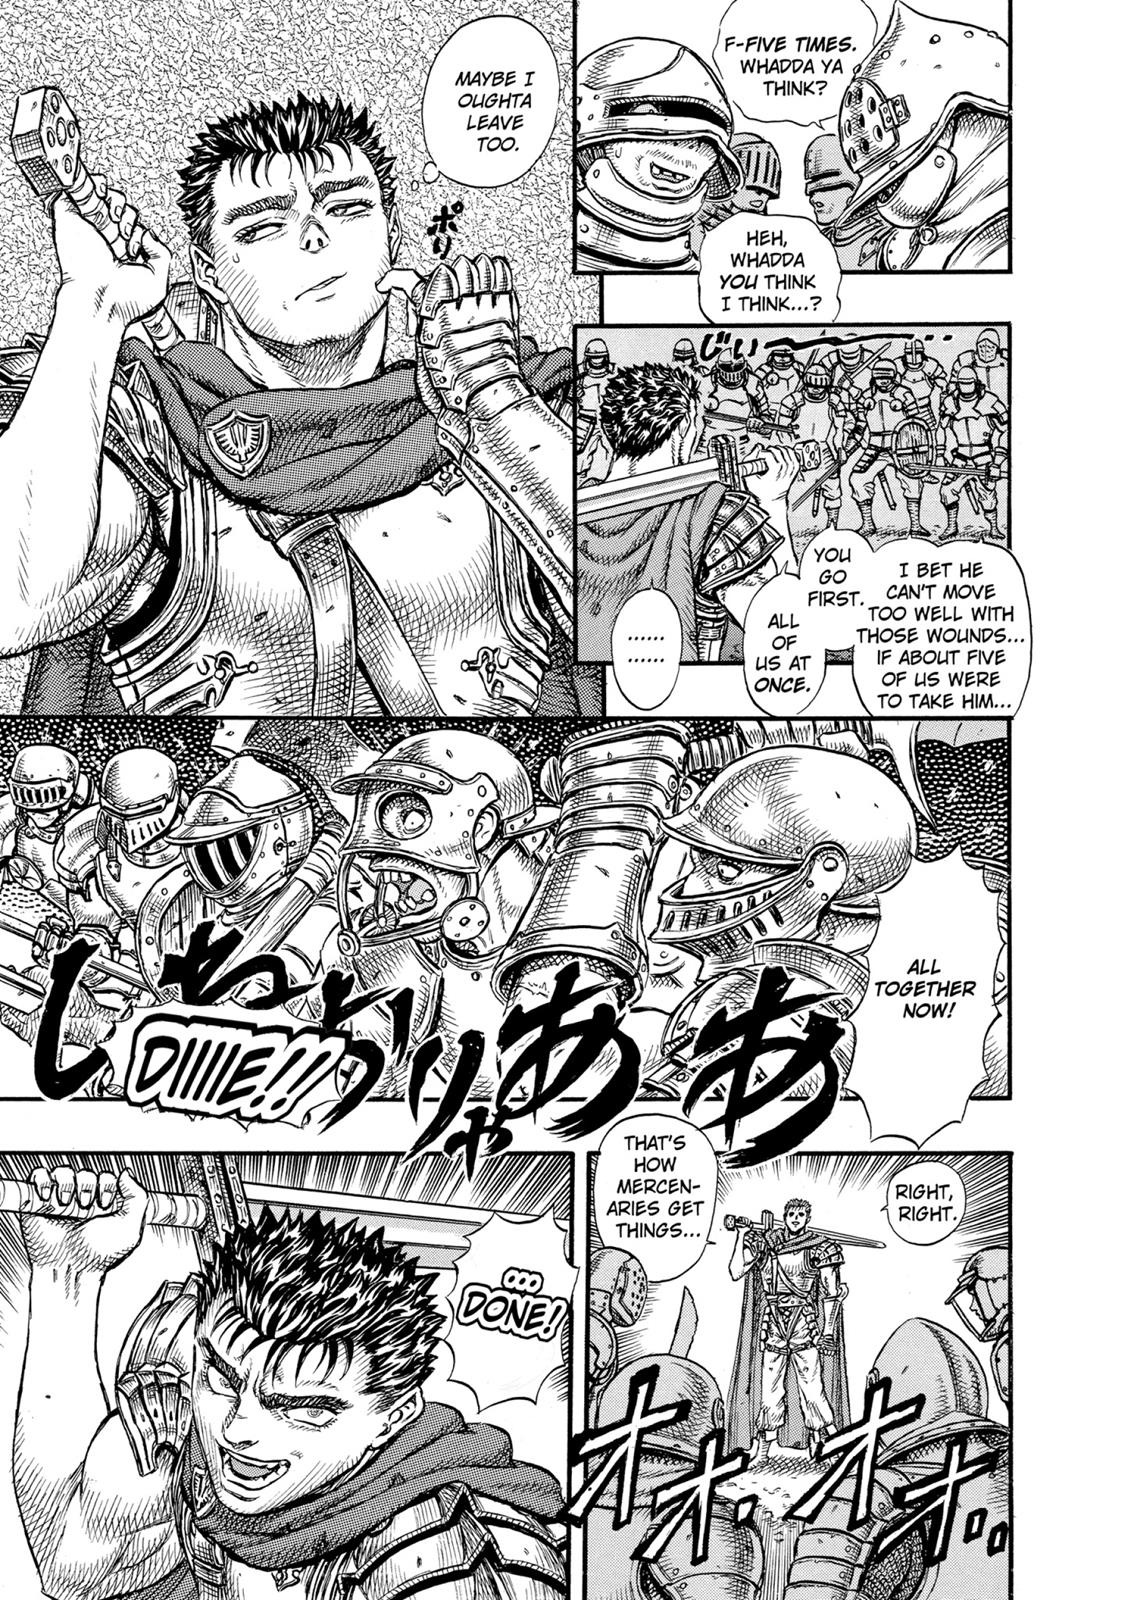 F-FIVE TIMES.
WHADDA YA
THINK?
HEH,
WHADDA
YOU THINK
I THINK...?
じぃ
I BET HE
CAN'T MOVE
TOO WELL WITH
THOSE WOUNDS...
IF ABOUT FIVE
OF US WERE
TO TAKE HIM...
YOU
GO
FIRST.
ALL
OF
US AT
ONCE.
......
......
MAYBE I
OUGHTA
LEAVE
TOO.
ポリ
ALL
TOGETHER
NOW!
DIIIIE!!
RIGHT,
RIGHT.
THAT'S
HOW
MERCEN-
ARIES GET
THINGS...
オオ.オオ.
...
DONE!